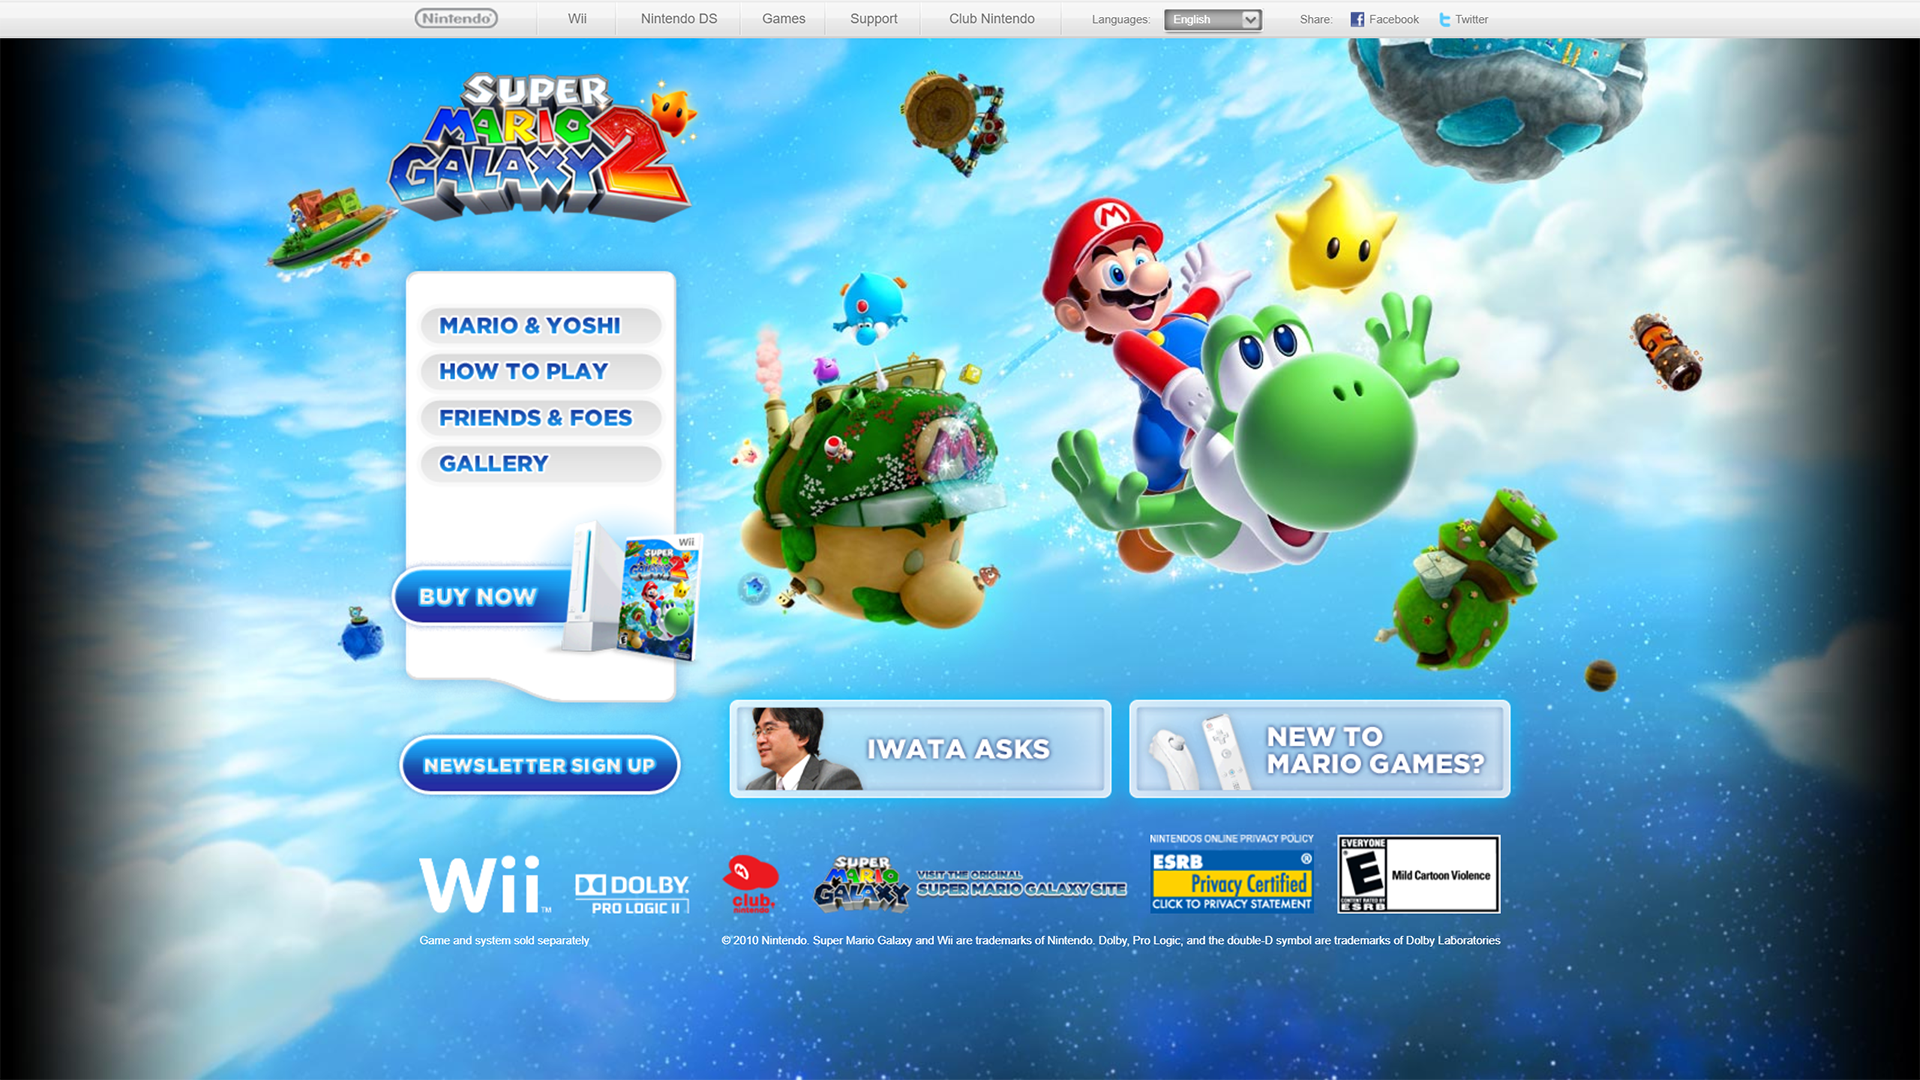 Nintendo®
Wii
Nintendo DS
Games
Support
Club Nintendo
Languages:
English
Share:
Facebook
Twitter
SUPER
MARIO
GALAXY 2
M
MARIO & YOSHI
HOW TO PLAY
FRIENDS & FOES
GALLERY
BUY NOW
Wii
SUPER
MARIO
GALAXY 2
NEWSLETTER SIGN UP
IWATA ASKS
NEW TO
MARIO GAMES?
Wii™
DOLBY
PRO LOGIC II
club
nintendo
SUPER
MARIO
GALAXY
VISIT THE ORIGINAL
SUPER MARIO GALAXY SITE
NINTENDOS ONLINE PRIVACY POLICY
ESRB ®
Privacy Certified
CLICK TO PRIVACY STATEMENT
EVERYONE
E
CONTENT RATED BY
ESRB
Mild Cartoon Violence
Game and system sold separately
© 2010 Nintendo. Super Mario Galaxy and Wii are trademarks of Nintendo. Dolby, Pro Logic, and the double-D symbol are trademarks of Dolby Laboratories